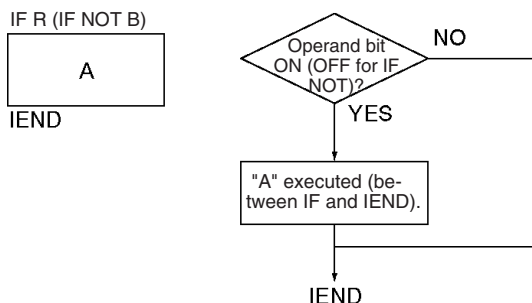 IF R (IF NOT B)
A
IEND
Operand bit
ON (OFF for IF
NOT)?
NO
YES
"A" executed (be-
tween IF and IEND).
IEND